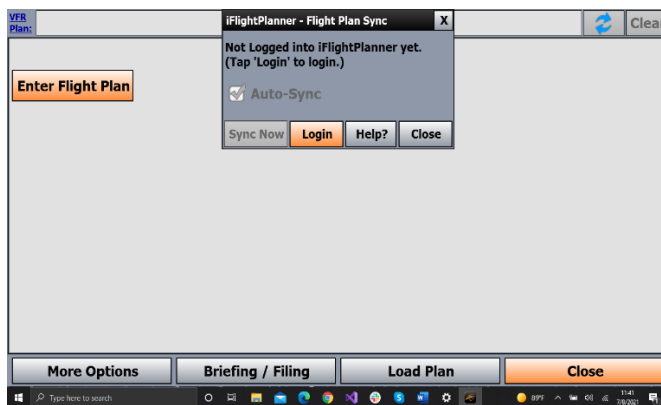 VFR
Plan:
iFlightPlanner - Flight Plan Sync X
Clea
Not Logged into iFlightPlanner yet.
(Tap 'Login' to login.)
Auto-Sync
Enter Flight Plan
Sync Now Login Help? Close
More Options Briefing / Filing Load Plan Close
Type here to search
89°F
11:41
7/8/2021